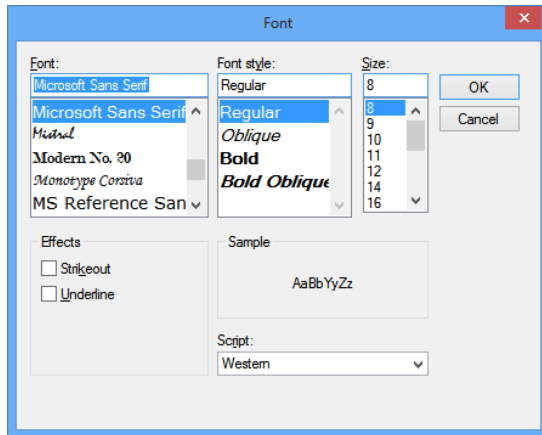 Font
Font:
Font style:
Size:
Microsoft Sans Serif
Regular
8
OK
Cancel
Microsoft Sans Serif
Mistral
Modern No. 20
Monotype Corsiva
MS Reference San
Regular
Oblique
Bold
Bold Oblique
8
9
10
11
12
14
16
Effects
Strikeout
Underline
Sample
AaBbYyZz
Script:
Western